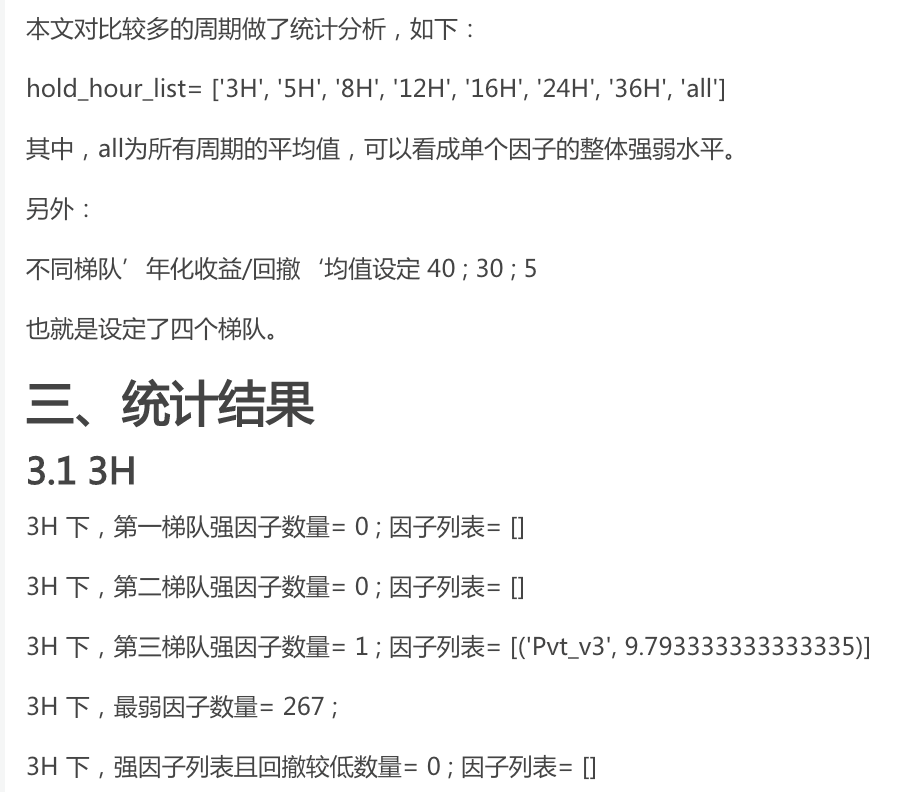 本文对比较多的周期做了统计分析，如下：
hold_hour_list= ['3H', '5H', '8H', '12H', '16H', '24H', '36H', 'all']
其中，all为所有周期的平均值，可以看成单个因子的整体强弱水平。
另外：
不同梯队’年化收益/回撤‘均值设定 40 ; 30 ; 5
也就是设定了四个梯队。
三、统计结果
3.1 3H
3H 下，第一梯队强因子数量= 0 ; 因子列表= []
3H 下，第二梯队强因子数量= 0 ; 因子列表= []
3H 下，第三梯队强因子数量= 1 ; 因子列表= [('Pvt_v3', 9.793333333333335)]
3H 下，最弱因子数量= 267 ;
3H 下，强因子列表且回撤较低数量= 0 ; 因子列表= []